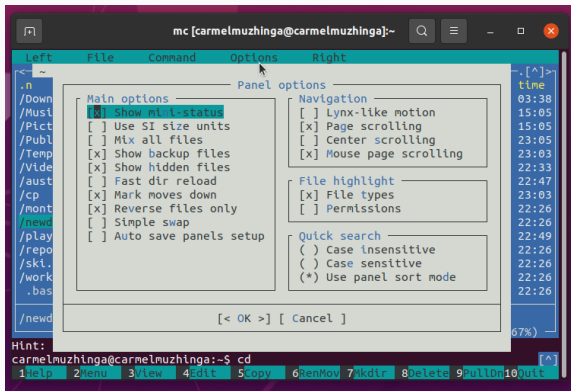 mc [carmelmuzhinga@carmelmuzhinga]:~
Left File Command Options Right
<- ~ .[^]>
.n time
Panel options
Main options
[x] Show mini-status
[ ] Use SI size units
[ ] Mix all files
[x] Show backup files
[x] Show hidden files
[ ] Fast dir reload
[x] Mark moves down
[x] Reverse files only
[ ] Simple swap
[ ] Auto save panels setup
Navigation
[ ] Lynx-like motion
[x] Page scrolling
[ ] Center scrolling
[x] Mouse page scrolling
File highlight
[x] File types
[ ] Permissions
Quick search
( ) Case insensitive
( ) Case sensitive
(*) Use panel sort mode
[< OK >] [ Cancel ]
/Down 03:38
/Musi 15:05
/Pict 15:05
/Publ 23:05
/Temp 23:03
/Vide 22:33
/aust 22:47
/cp 23:03
/mont 22:26
/newd 22:26
/play 22:49
/repo 22:26
/ski. 22:26
/work 22:26
.bas 22:26
/newd
67%)
Hint:
carmelmuzhinga@carmelmuzhinga:~$ cd [^]
1Help 2Menu 3View 4Edit 5Copy 6RenMov 7Mkdir 8Delete 9PullDn 10Quit